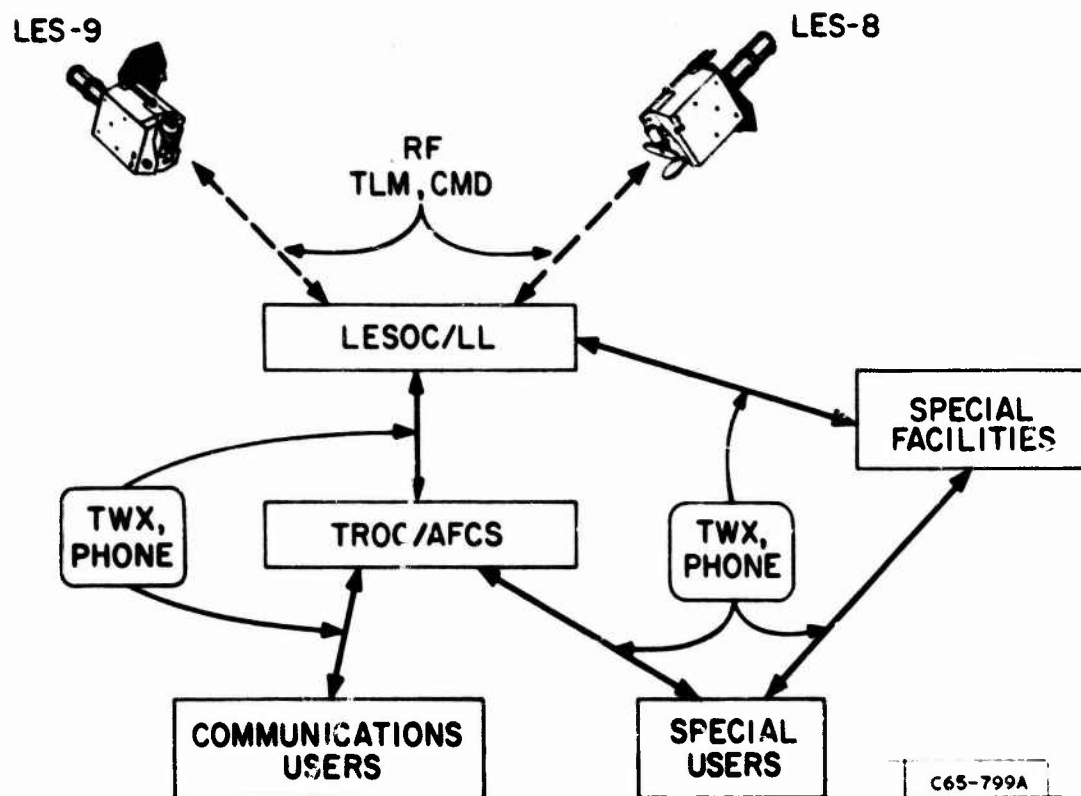 LES-9
LES-8
RF
TLM, CMD
LESOC/LL
SPECIAL
FACILITIES
TWX,
PHONE
TROC/AFCS
TWX,
PHONE
COMMUNICATIONS
USERS
SPECIAL
USERS
C65-799A